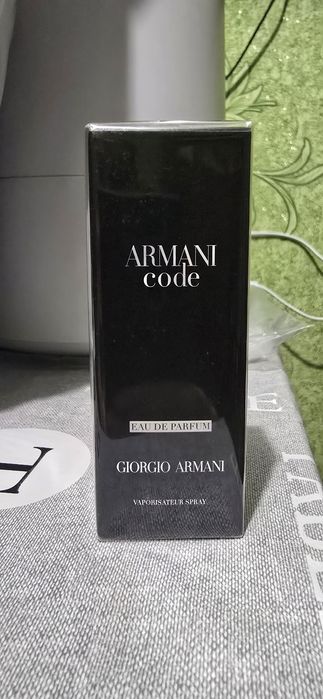 ARMANI
code
EAU DE PARFUM
GIORGIO ARMANI
VAPORISATEUR SPRAY